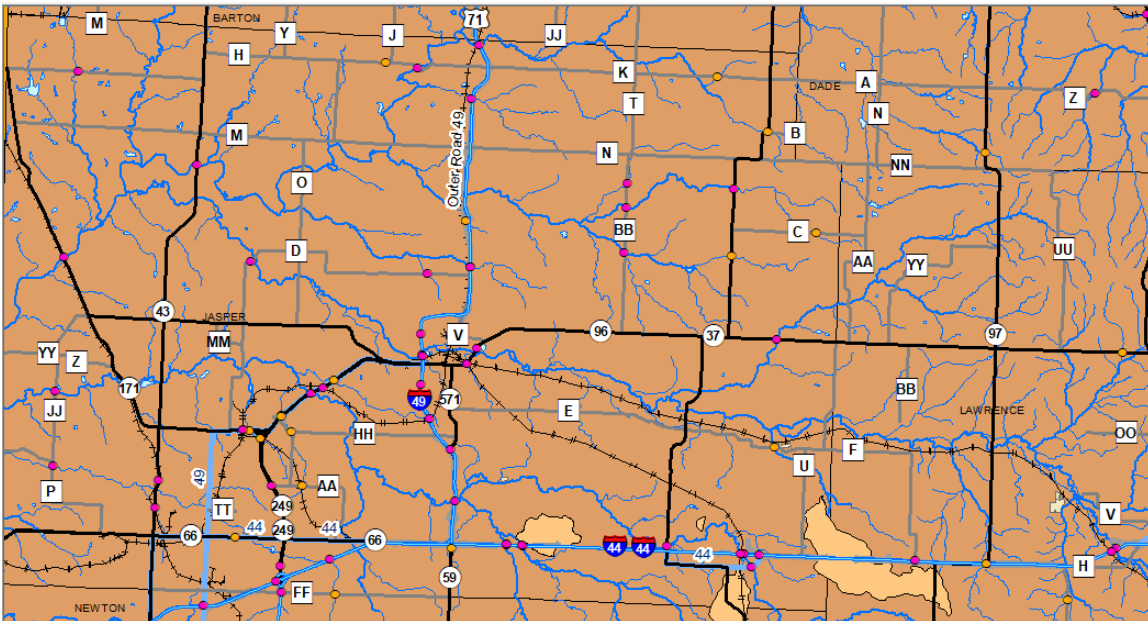 BARTON
71
M
Y
J
JJ
H
K
T
A
DADE
Z
N
M
B
N
NN
Outer Road 49
O
BB
C
D
AA
YY
UU
43
JASPER
MM
V
96
37
97
YY
Z
171
49
571
BB
JJ
E
LAWRENCE
HH
F
OO
U
49
P
AA
249
TT
V
66
44
249
44
66
44
44
44
H
59
FF
NEWTON